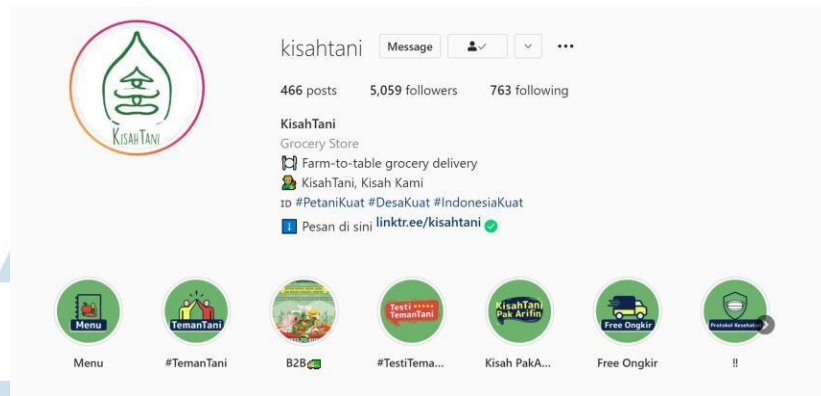 kisahtani Message
466 posts 5,059 followers 763 following
KisahTani
Grocery Store
Farm-to-table grocery delivery
KisahTani, Kisah Kami
ID #PetaniKuat #DesaKuat #IndonesiaKuat
Pesan di sini linktr.ee/kisahtani
KISAHTANI
Menu
TemanTani
Testi
TemanTani
KisahTani
Pak Arifin
Free Ongkir
Protokol Kesehatan
Menu #TemanTani B2B #TestiTema... Kisah PakA... Free Ongkir !!